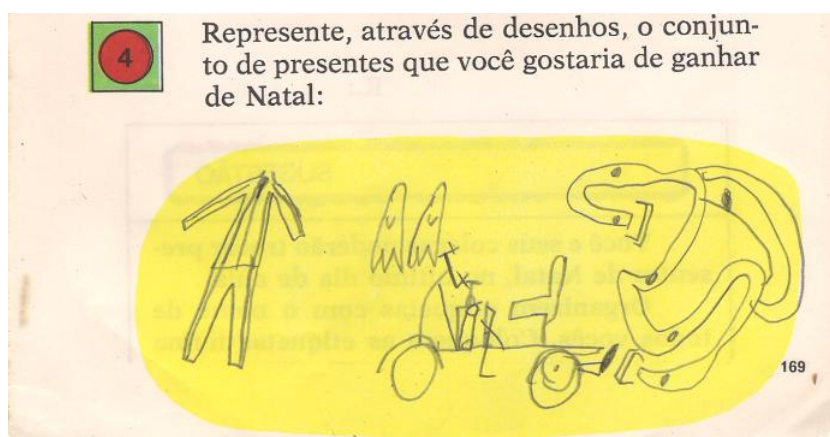 4
Represente, através de desenhos, o conjun-
to de presentes que você gostaria de ganhar
de Natal:
169